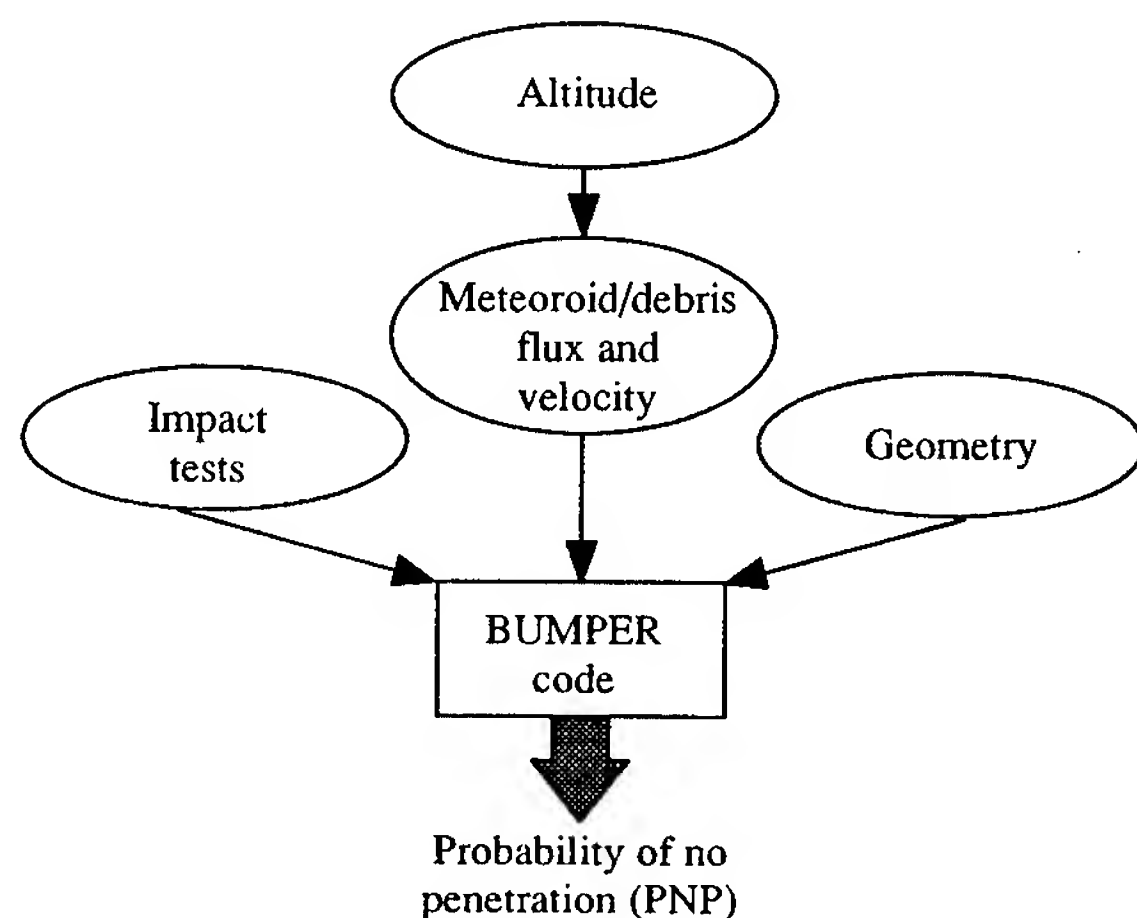 Altitude
Meteoroid/debris
flux and
velocity
Impact
tests
Geometry
BUMPER
code
Probability of no
penetration (PNP)